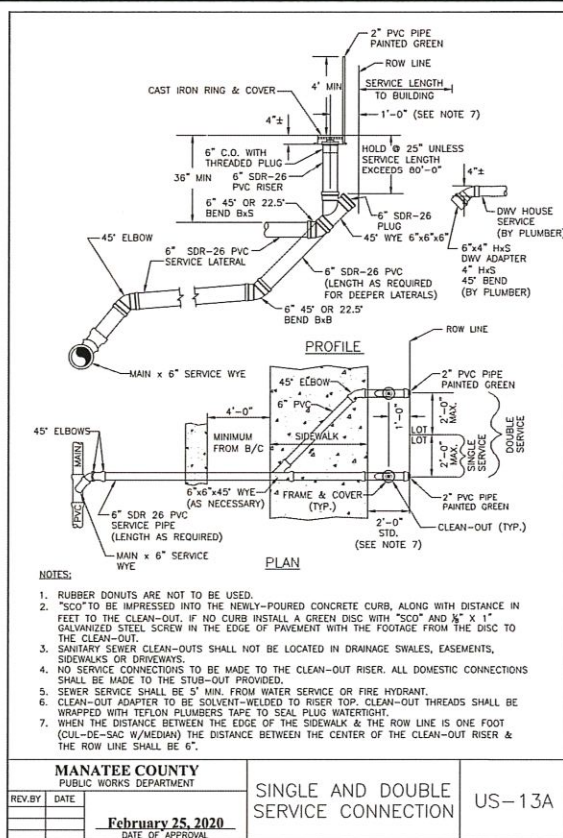 2" PVC PIPE
PAINTED GREEN
ROW LINE
CAST IRON RING & COVER
4' MIN
SERVICE LENGTH
TO BUILDING
1'-0" (SEE NOTE 7)
4"±
6" C.O. WITH
THREADED PLUG
HOLD @ 25" UNLESS
SERVICE LENGTH
EXCEEDS 80'-0"
36" MIN
6" SDR-26
PVC RISER
4"±
6" 45° OR 22.5°
BEND BxS
6" SDR-26
PLUG
DWV HOUSE
SERVICE
(BY PLUMBER)
45° WYE 6"x6"x6"
45° ELBOW
6" SDR-26 PVC
SERVICE LATERAL
6"x4" HxS
DWV ADAPTER
4" HxS
45° BEND
(BY PLUMBER)
6" SDR-26 PVC
(LENGTH AS REQUIRED
FOR DEEPER LATERALS)
6" 45° OR 22.5°
BEND BxB
ROW LINE
PROFILE
MAIN x 6" SERVICE WYE
45° ELBOW
2" PVC PIPE
PAINTED GREEN
6" PVC
4'-0"
MINIMUM
FROM B/C
SIDEWALK
1'-0"
2'-0"
MAX.
LOT
LOT
2'-0"
MAX.
SINGLE
SERVICE
DOUBLE
SERVICE
45° ELBOWS
MAIN
PVC
6" SDR 26 PVC
SERVICE PIPE
(LENGTH AS REQUIRED)
6"x6"x45° WYE
(AS NECESSARY)
FRAME & COVER
(TYP.)
2" PVC PIPE
PAINTED GREEN
2'-0"
STD.
(SEE NOTE 7)
CLEAN-OUT (TYP.)
MAIN x 6" SERVICE
WYE
PLAN
NOTES:
1. RUBBER DONUTS ARE NOT TO BE USED.
2. "SCO" TO BE IMPRESSED INTO THE NEWLY-POURED CONCRETE CURB, ALONG WITH DISTANCE IN
FEET TO THE CLEAN-OUT. IF NO CURB INSTALL A GREEN DISC WITH "SCO" AND X 1"
GALVANIZED STEEL SCREW IN THE EDGE OF PAVEMENT WITH THE FOOTAGE FROM THE DISC TO
THE CLEAN-OUT.
3. SANITARY SEWER CLEAN-OUTS SHALL NOT BE LOCATED IN DRAINAGE SWALES, EASEMENTS,
SIDEWALKS OR DRIVEWAYS.
4. NO SERVICE CONNECTIONS TO BE MADE TO THE CLEAN-OUT RISER. ALL DOMESTIC CONNECTIONS
SHALL BE MADE TO THE STUB-OUT PROVIDED.
5. SEWER SERVICE SHALL BE 5' MIN. FROM WATER SERVICE OR FIRE HYDRANT.
6. CLEAN-OUT ADAPTER TO BE SOLVENT-WELDED TO RISER TOP. CLEAN-OUT THREADS SHALL BE
WRAPPED WITH TEFLON PLUMBERS TAPE TO SEAL PLUG WATERTIGHT.
7. WHEN THE DISTANCE BETWEEN THE EDGE OF THE SIDEWALK & THE ROW LINE IS ONE FOOT
(CUL-DE-SAC W/MEDIAN) THE DISTANCE BETWEEN THE CENTER OF THE CLEAN-OUT RISER &
THE ROW LINE SHALL BE 6".
MANATEE COUNTY
PUBLIC WORKS DEPARTMENT
REV.BY DATE
February 25, 2020
DATE OF APPROVAL
SINGLE AND DOUBLE
SERVICE CONNECTION
US-13A